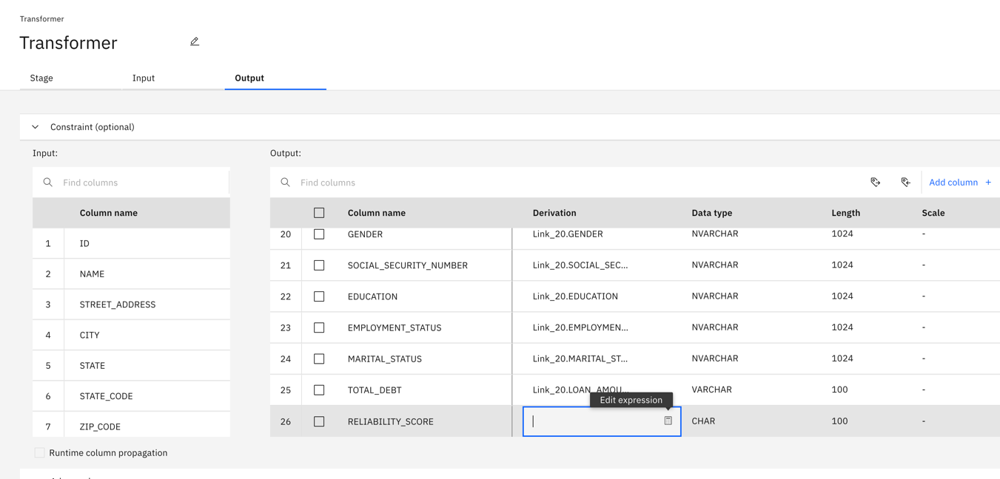 Transformer
Transformer
Stage Input Output
Constraint (optional)
Input: Output:
Find columns Find columns Add column +
Column name Column name Derivation Data type Length Scale
20 GENDER Link_20.GENDER NVARCHAR 1024 -
1 ID
21 SOCIAL_SECURITY_NUMBER Link_20.SOCIAL_SEC... NVARCHAR 1024 -
2 NAME
22 EDUCATION Link_20.EDUCATION NVARCHAR 1024 -
3 STREET_ADDRESS
23 EMPLOYMENT_STATUS Link_20.EMPLOYMEN... NVARCHAR 1024 -
4 CITY
24 MARITAL_STATUS Link_20.MARITAL_ST... NVARCHAR 1024 -
5 STATE
25 TOTAL_DEBT Link_20.LOAN_AMOU... VARCHAR 100 -
6 STATE_CODE
Edit expression
26 RELIABILITY_SCORE CHAR 100 -
7 ZIP_CODE
Runtime column propagation